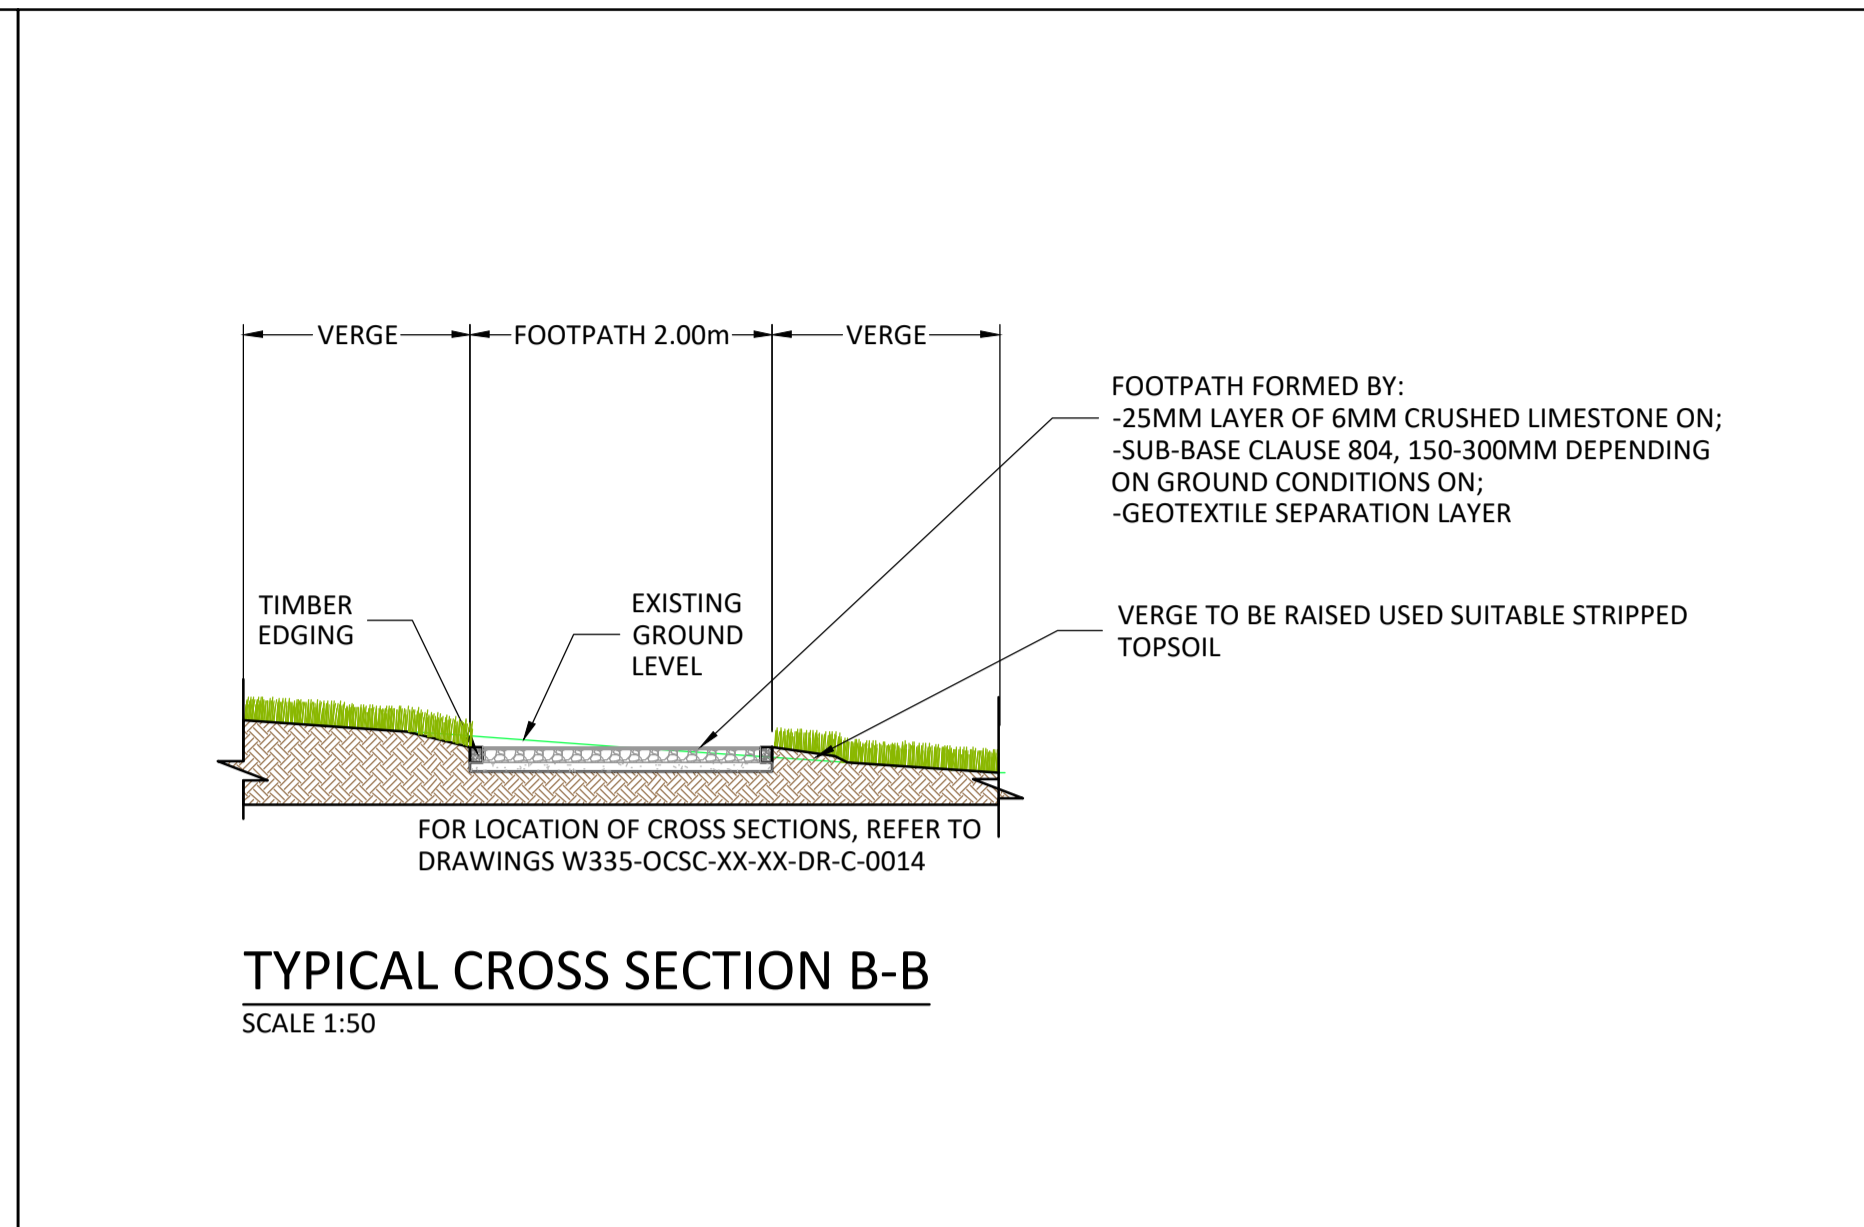 VERGE
FOOTPATH 2.00m
VERGE
FOOTPATH FORMED BY:
-25MM LAYER OF 6MM CRUSHED LIMESTONE ON;
-SUB-BASE CLAUSE 804, 150-300MM DEPENDING
ON GROUND CONDITIONS ON;
-GEOTEXTILE SEPARATION LAYER
TIMBER
EDGING
EXISTING
GROUND
LEVEL
VERGE TO BE RAISED USED SUITABLE STRIPPED
TOPSOIL
FOR LOCATION OF CROSS SECTIONS, REFER TO
DRAWINGS W335-OCSC-XX-XX-DR-C-0014
TYPICAL CROSS SECTION B-B
SCALE 1:50